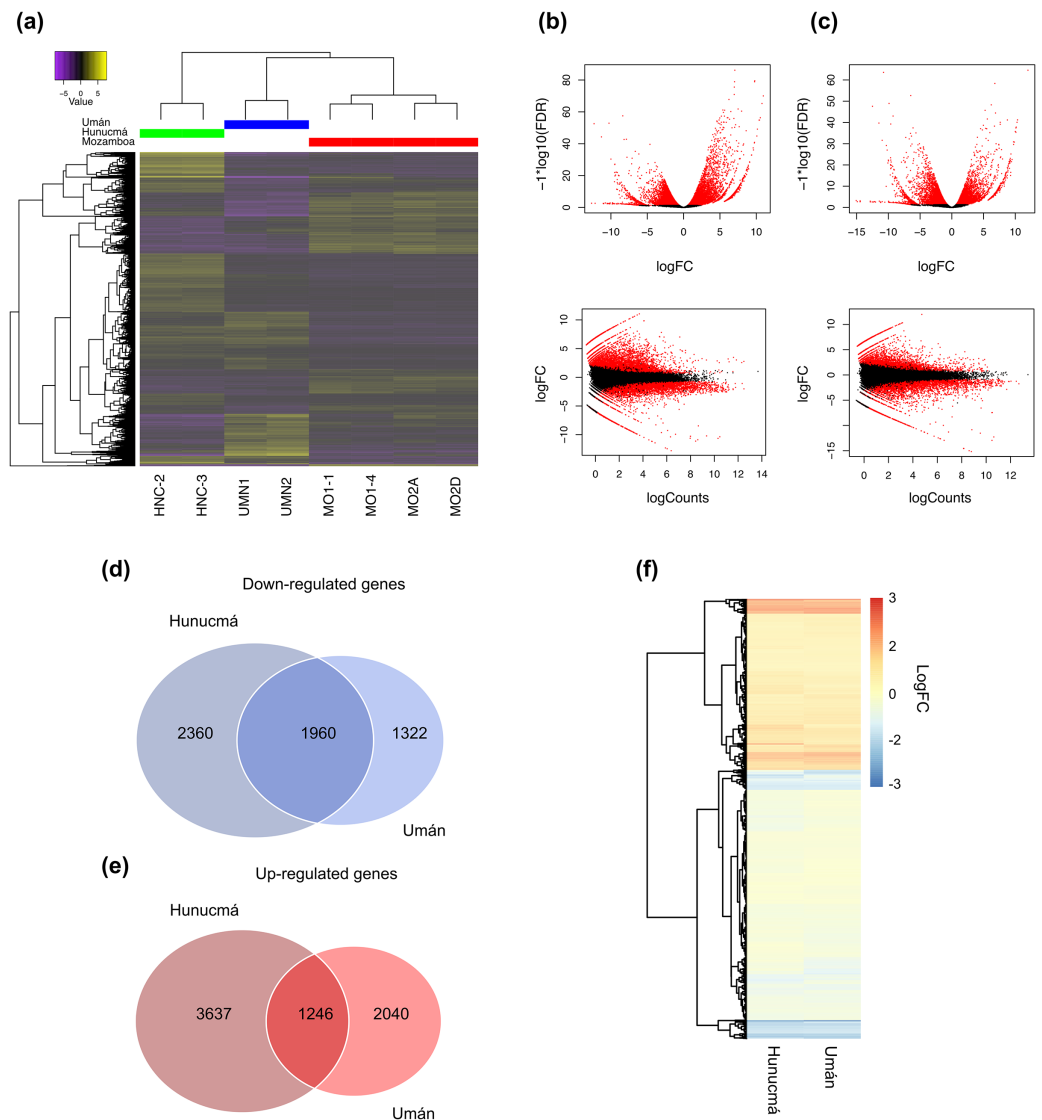 (a)
-5 0 5
Value
Umán
Hunucmá
Mozamboa
HNC-2
HNC-3
UMN1
UMN2
MO1-1
MO1-4
MO2A
MO2D
(b)
−1*log10(FDR)
80
60
40
20
0
−10 −5 0 5 10
logFC
logFC
10
5
0
−5
−10
0 2 4 6 8 10 12 14
logCounts
(c)
−1*log10(FDR)
60
50
40
30
20
10
0
−15 −10 −5 0 5 10
logFC
logFC
10
5
0
−5
−15
0 2 4 6 8 10 12
logCounts
(d)
Down-regulated genes
Hunucmá
2360 1960 1322
Umán
(e)
Up-regulated genes
Hunucmá
3637 1246 2040
Umán
(f)
3
2
0
-2
-3
LogFC
Hunucmá
Umán